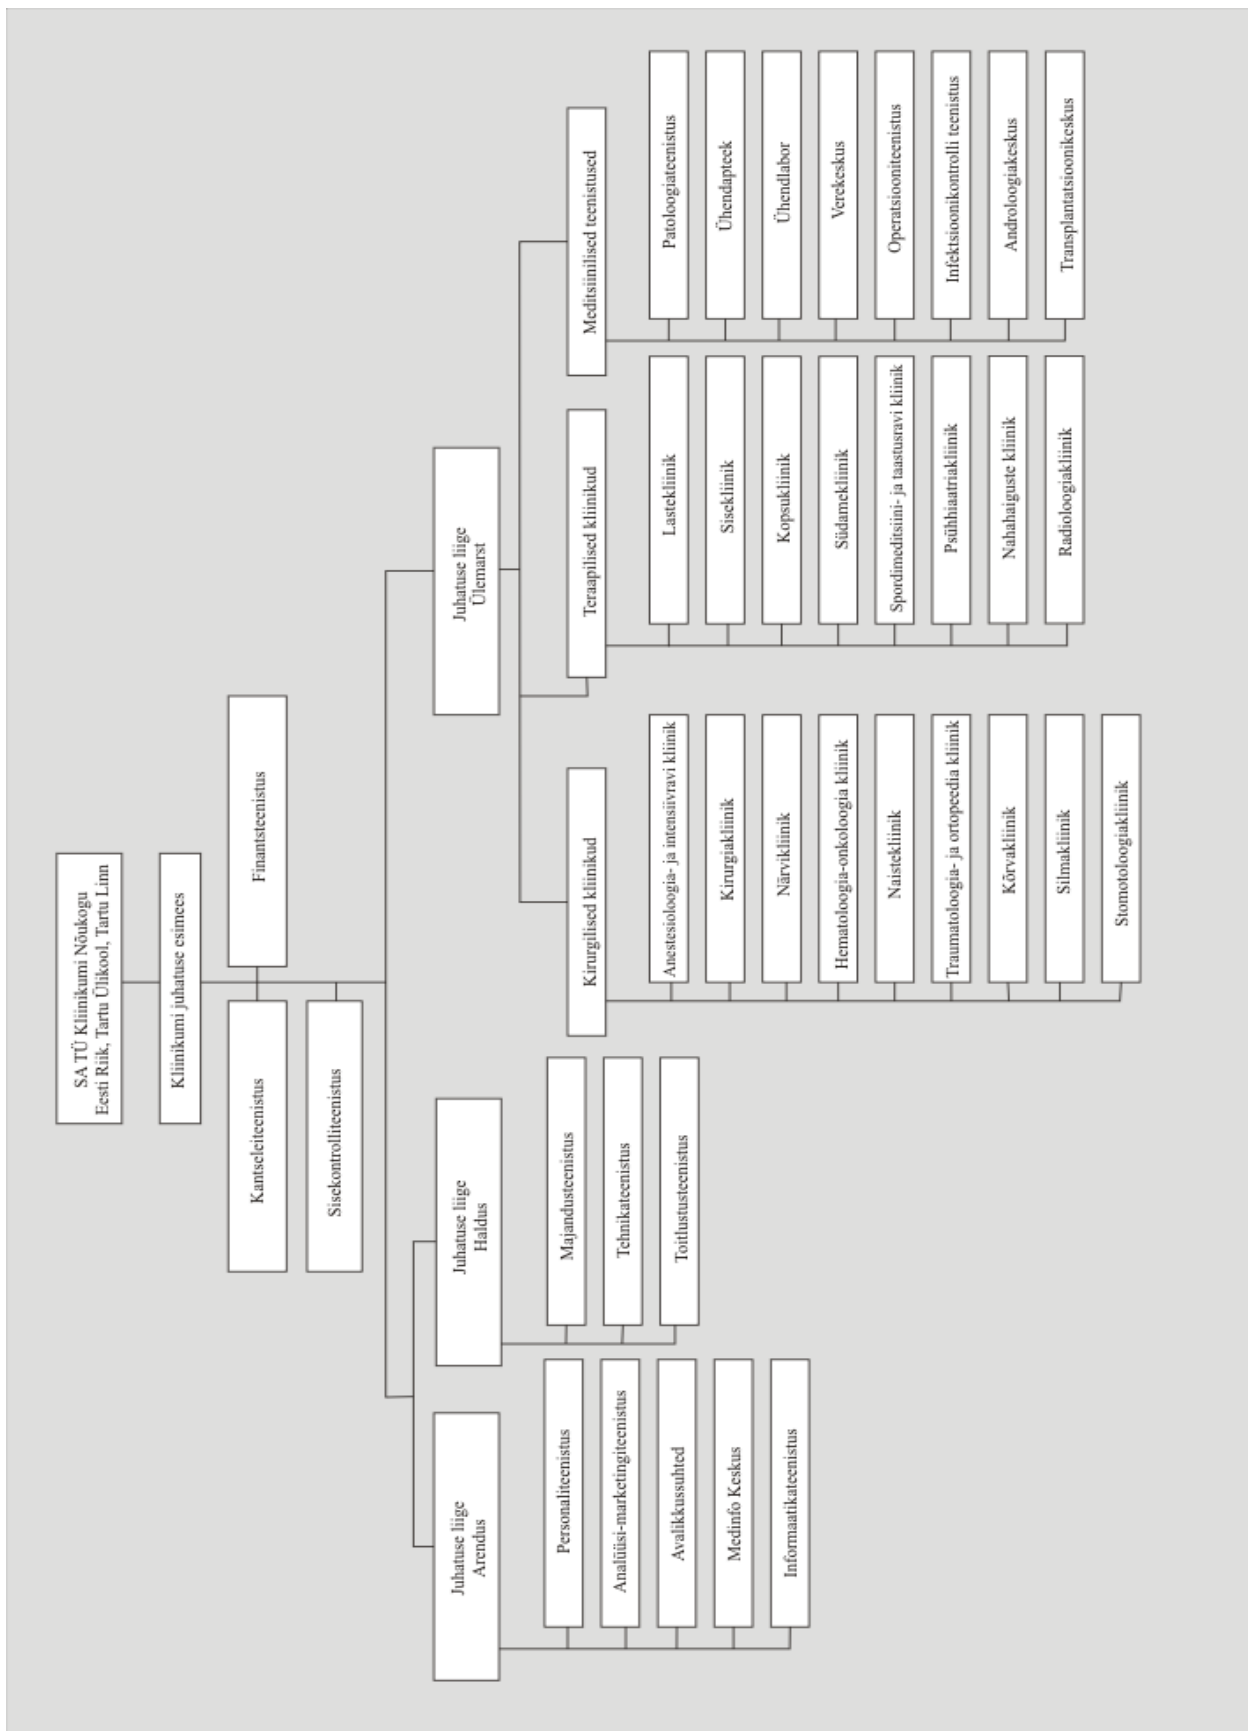 SA TÜ Kliinikumi Nõukogu
Eesti Riik, Tartu Ülikool, Tartu Linn
Kliinikumi juhatuse esimees
Kantseleiteenistus
Finantsteenistus
Sisekontrolliteenistus
Juhatuse liige
Arendus
Personaliteenistus
Analüüsi-marketingiteenistus
Avalikkussuhted
Medinfo Keskus
Informaatikateenistus
Juhatuse liige
Haldus
Majandusteenistus
Tehnikateenistus
Toitlustusteenistus
Juhatuse liige
Ülemarst
Kirurgilised kliinikud
Anestesioloogia- ja intensiivravi kliinik
Kirurgiakliinik
Närvikliinik
Hematoloogia-onkoloogia kliinik
Naistekliinik
Traumatoloogia- ja ortopeedia kliinik
Kõrvakliinik
Silmakliinik
Stomotoloogiakliinik
Teraapilised kliinikud
Lastekliinik
Sisekliinik
Kopsukliinik
Südamekliinik
Spordimeditsiini- ja taastusravi kliinik
Psühhiaatriakliinik
Nahahaiguste kliinik
Radioloogiakliinik
Meditsiinilised teenistused
Patoloogiateenistus
Ühendapteek
Ühendlabor
Verekeskus
Operatsiooniteenistus
Infektsioonikontrolli teenistus
Androloogiakeskus
Transplantatsioonikeskus